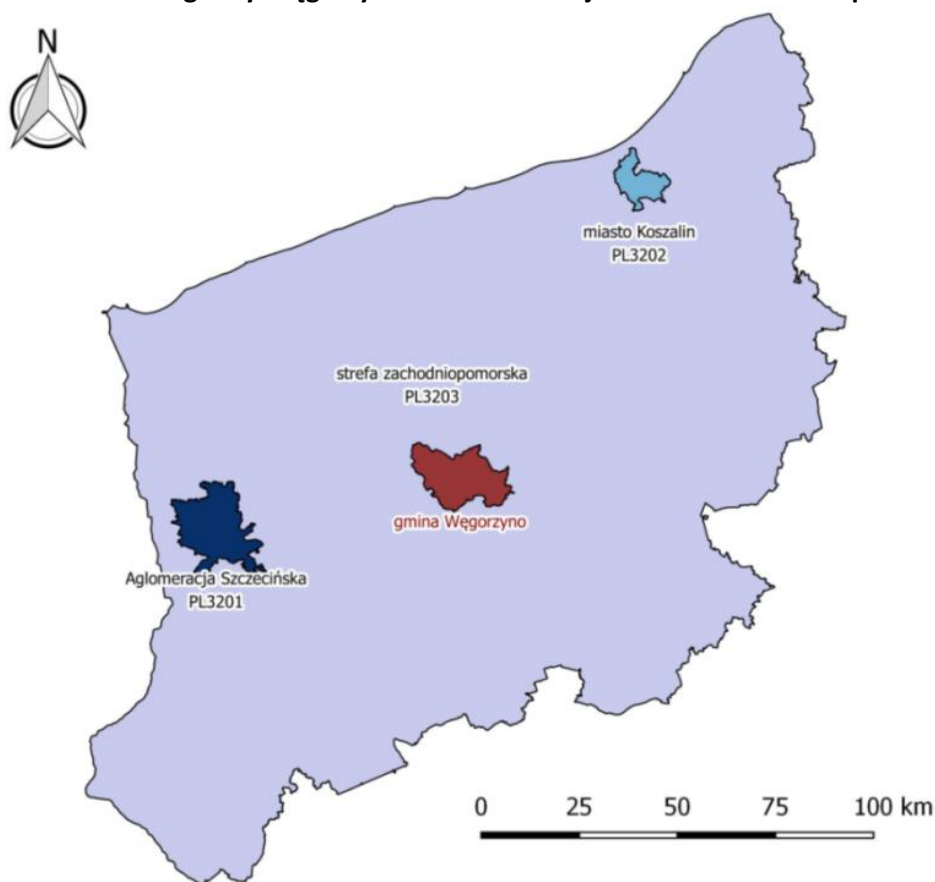 N
miasto Koszalin
PL3202
strefa zachodniopomorska
PL3203
gmina Węgorzyno
Aglomeracja Szczecińska
PL3201
0 25 50 75 100 km